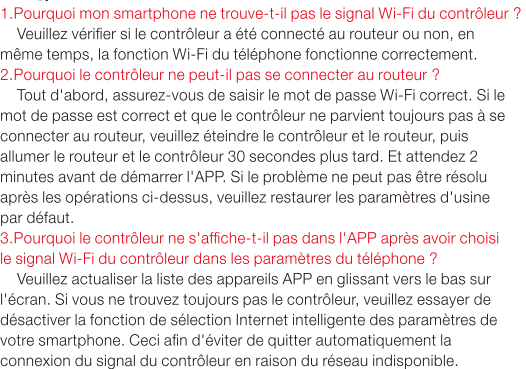 1.Pourquoi mon smartphone ne trouve-t-il pas le signal Wi-Fi du contrôleur ?
Veuillez vérifier si le contrôleur a été connecté au routeur ou non, en
même temps, la fonction Wi-Fi du téléphone fonctionne correctement.
2.Pourquoi le contrôleur ne peut-il pas se connecter au routeur ?
Tout d'abord, assurez-vous de saisir le mot de passe Wi-Fi correct. Si le
mot de passe est correct et que le contrôleur ne parvient toujours pas à se
connecter au routeur, veuillez éteindre le contrôleur et le routeur, puis
allumer le routeur et le contrôleur 30 secondes plus tard. Et attendez 2
minutes avant de démarrer l'APP. Si le problème ne peut pas être résolu
après les opérations ci-dessus, veuillez restaurer les paramètres d'usine
par défaut.
3.Pourquoi le contrôleur ne s'affiche-t-il pas dans l'APP après avoir choisi
le signal Wi-Fi du contrôleur dans les paramètres du téléphone ?
Veuillez actualiser la liste des appareils APP en glissant vers le bas sur
l'écran. Si vous ne trouvez toujours pas le contrôleur, veuillez essayer de
désactiver la fonction de sélection Internet intelligente des paramètres de
votre smartphone. Ceci afin d'éviter de quitter automatiquement la
connexion du signal du contrôleur en raison du réseau indisponible.